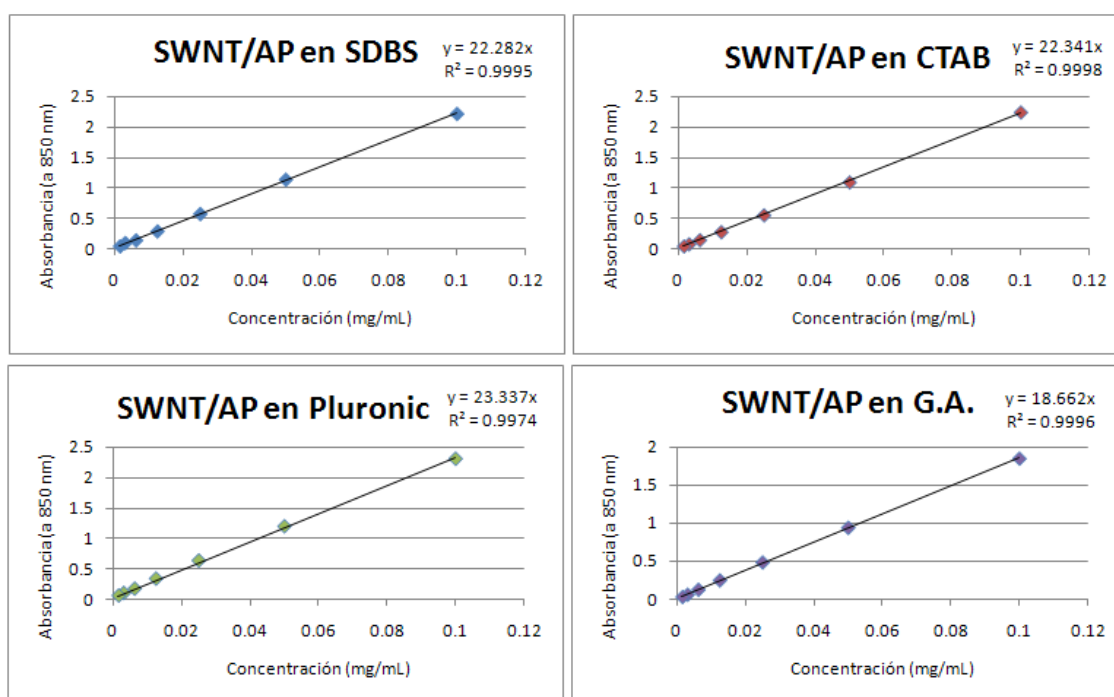 SWNT/AP en SDBS
y = 22.282x
R² = 0.9995
Absorbancia (a 850 nm)
2.5
2
1.5
1
0.5
0
0 0.02 0.04 0.06 0.08 0.1 0.12
Concentración (mg/mL)
SWNT/AP en CTAB
y = 22.341x
R² = 0.9998
Absorbancia (a 850 nm)
2.5
2
1.5
1
0.5
0
0 0.02 0.04 0.06 0.08 0.1 0.12
Concentración (mg/mL)
SWNT/AP en Pluronic
y = 23.337x
R² = 0.9974
Absorbancia (a 850 nm)
2.5
2
1.5
1
0.5
0
0 0.02 0.04 0.06 0.08 0.1 0.12
Concentración (mg/mL)
SWNT/AP en G.A.
y = 18.662x
R² = 0.9996
Absorbancia (a 850 nm)
2
1.5
1
0.5
0
0 0.02 0.04 0.06 0.08 0.1 0.12
Concentración (mg/mL)